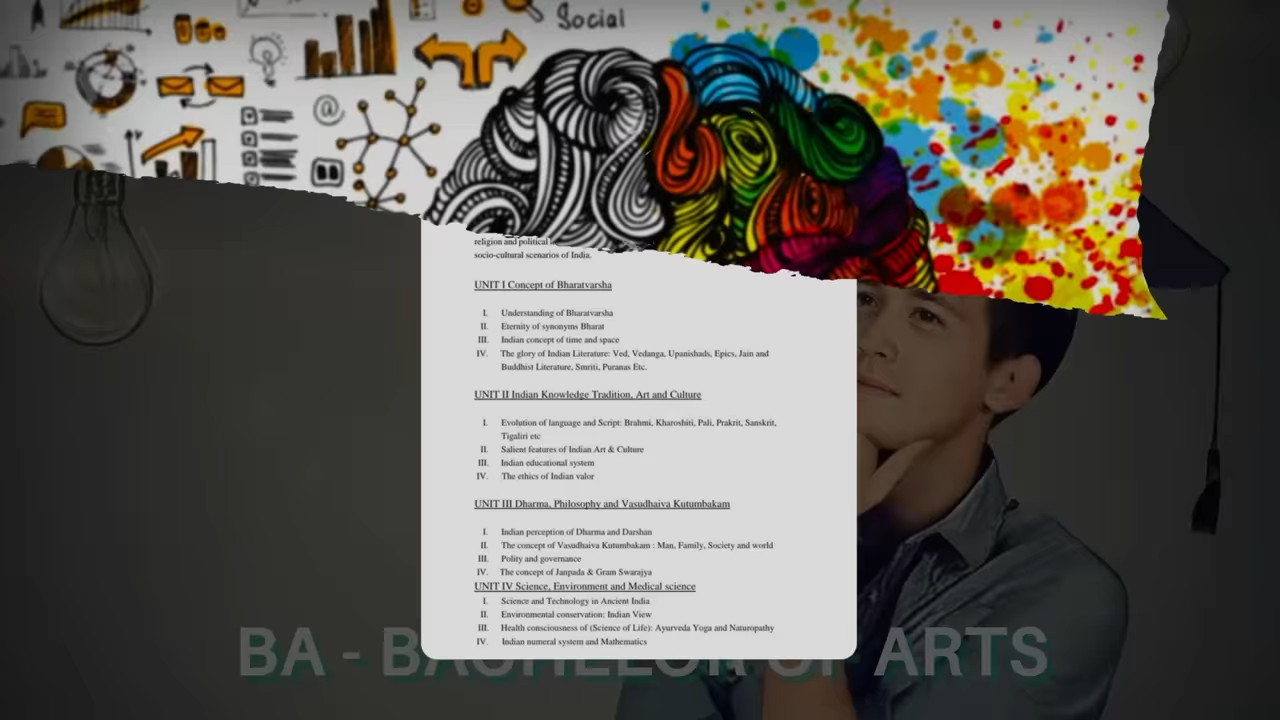 Social
@
religion and political
socio-cultural scenarios of India.
UNIT I Concept of Bharatvarsha
I. Understanding of Bharatvarsha
II. Eternity of synonyms Bharat
III. Indian concept of time and space
IV. The glory of Indian Literature: Ved, Vedanga, Upanishads, Epics, Jain and
Buddhist Literature, Smriti, Puranas Etc.
UNIT II Indian Knowledge Tradition, Art and Culture
I. Evolution of language and Script: Brahmi, Kharoshiti, Pali, Prakrit, Sanskrit,
Tigaliri etc
II. Salient features of Indian Art & Culture
III. Indian educational system
IV. The ethics of Indian valor
UNIT III Dharma, Philosophy and Vasudhaiva Kutumbakam
I. Indian perception of Dharma and Darshan
II. The concept of Vasudhaiva Kutumbakam : Man, Family, Society and world
III. Polity and governance
IV. The concept of Janpada & Gram Swarajya
UNIT IV Science, Environment and Medical science
I. Science and Technology in Ancient India
II. Environmental conservation: Indian View
III. Health consciousness of (Science of Life): Ayurveda Yoga and Naturopathy
IV. Indian numeral system and Mathematics
BA - BACHELOR OF ARTS